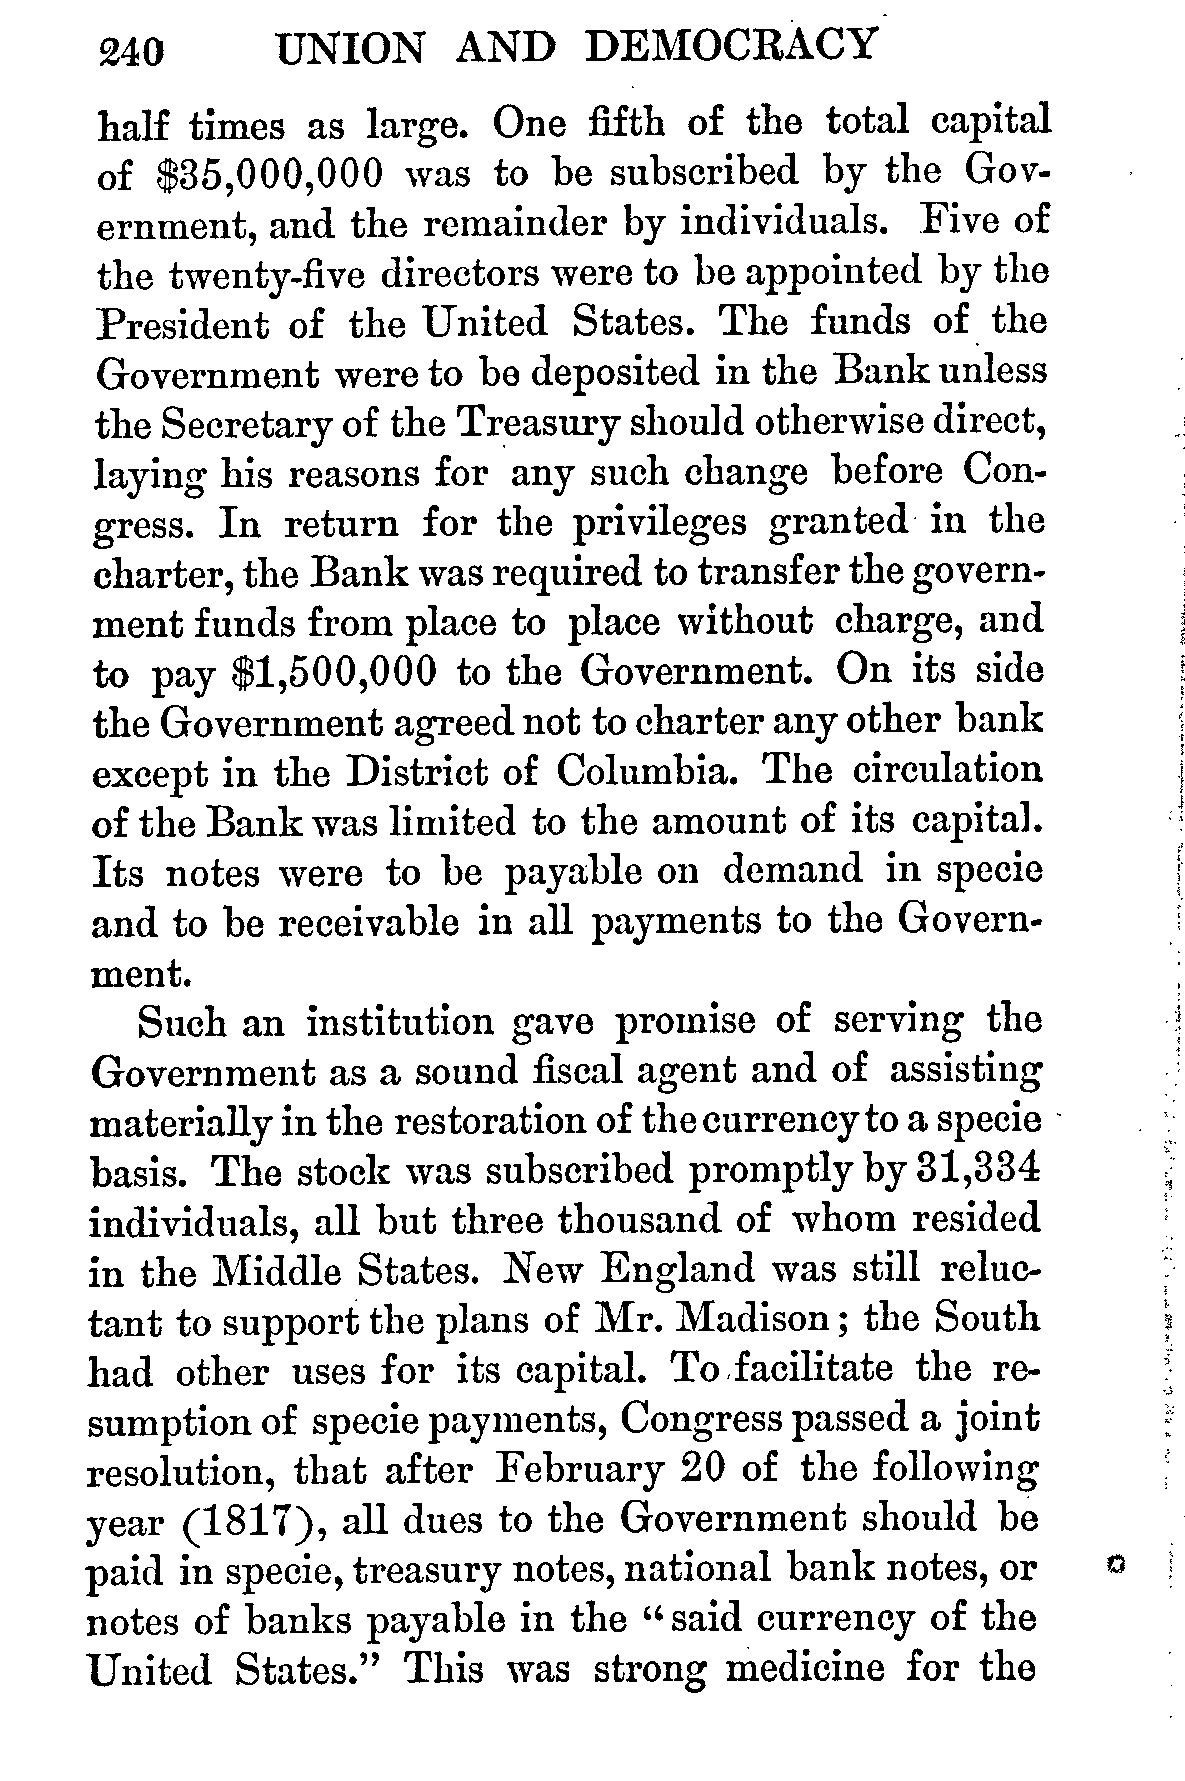 240 UNION AND DEMOCRACY
half times as large. One fifth of the total capital
of $35,000,000 was to be subscribed by the Gov-
ernment, and the remainder by individuals. Five of
the twenty-five directors were to be appointed by the
President of the United States. The funds of the
Government were to be deposited in the Bank unless
the Secretary of the Treasury should otherwise direct,
laying his reasons for any such change before Con-
gress. In return for the privileges granted in the
charter, the Bank was required to transfer the govern-
ment funds from place to place without charge, and
to pay $1,500,000 to the Government. On its side
the Government agreed not to charter any other bank
except in the District of Columbia. The circulation
of the Bank was limited to the amount of its capital.
Its notes were to be payable on demand in specie
and to be receivable in all payments to the Govern-
ment.
Such an institution gave promise of serving the
Government as a sound fiscal agent and of assisting
materially in the restoration of the currency to a specie
basis. The stock was subscribed promptly by 31,334
individuals, all but three thousand of whom resided
in the Middle States. New England was still reluc-
tant to support the plans of Mr. Madison; the South
had other uses for its capital. To facilitate the re-
sumption of specie payments, Congress passed a joint
resolution, that after February 20 of the following
year (1817), all dues to the Government should be
paid in specie, treasury notes, national bank notes, or
notes of banks payable in the "said currency of the
United States." This was strong medicine for the